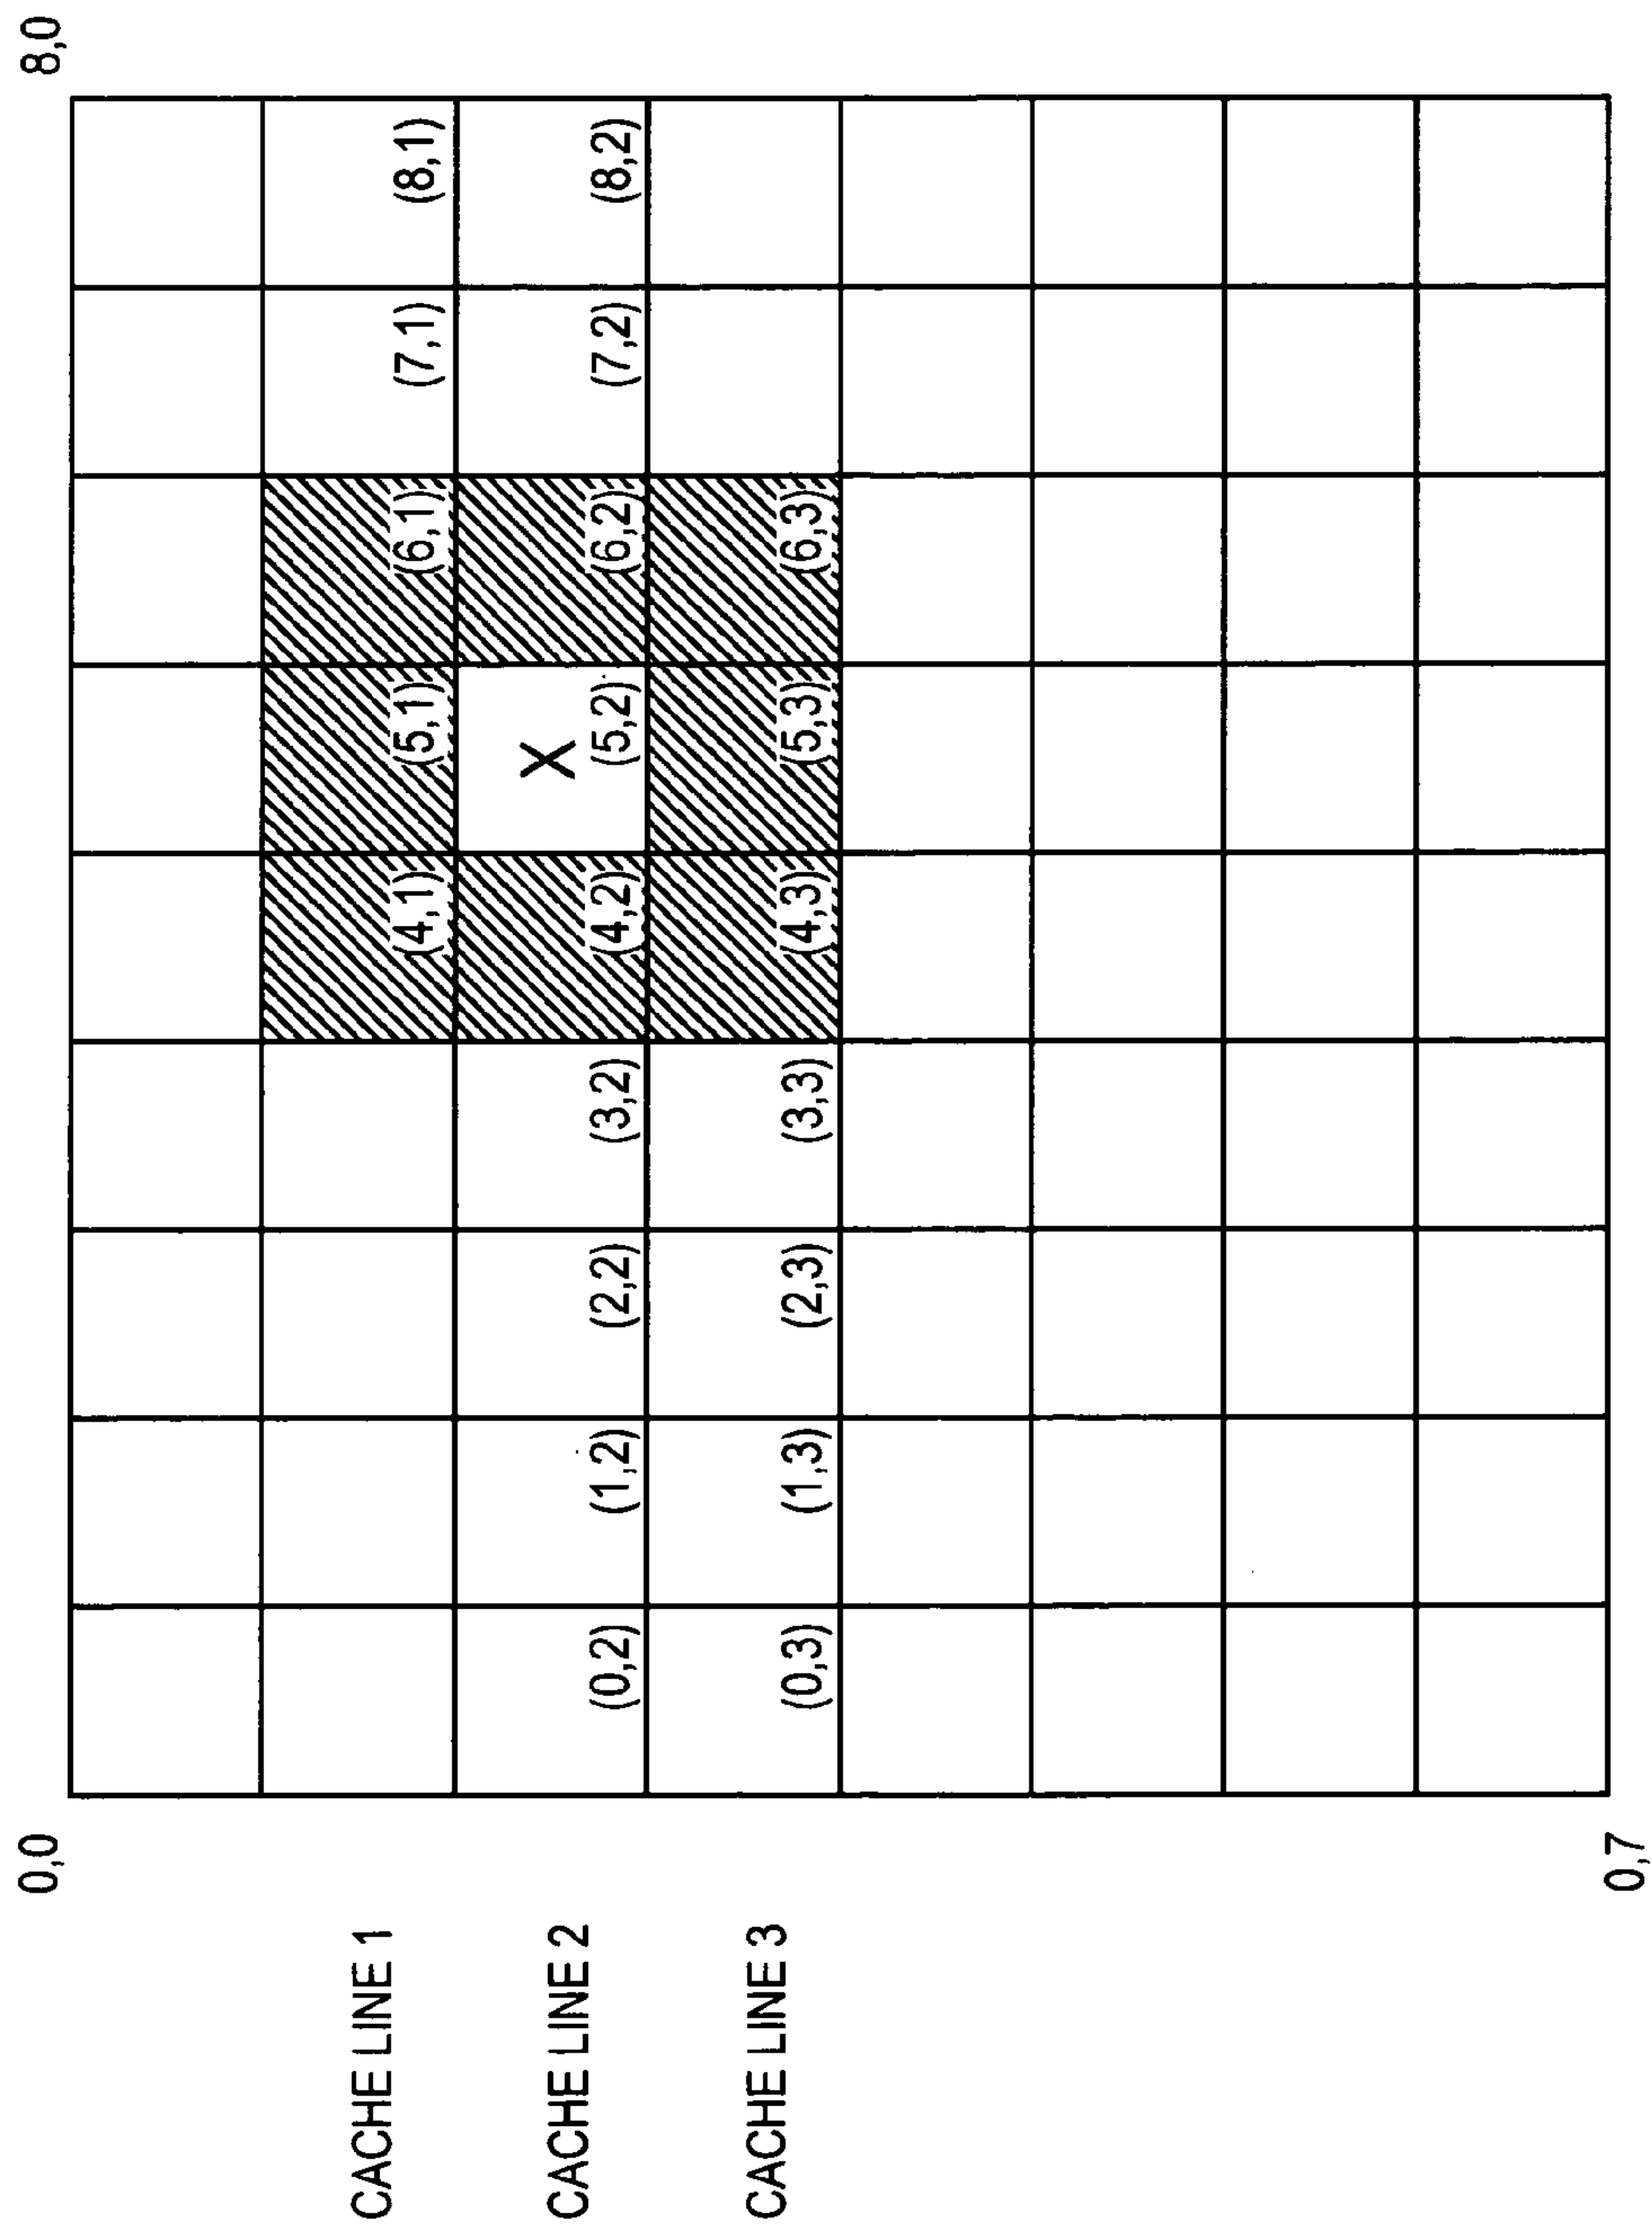 0,0 8,0
CACHE LINE 1 (4,1) (5,1) (6,1) (7,1) (8,1)
X
CACHE LINE 2 (0,2) (1,2) (2,2) (3,2) (4,2) (5,2) (6,2) (7,2) (8,2)
CACHE LINE 3 (0,3) (1,3) (2,3) (3,3) (4,3) (5,3) (6,3)
0,7